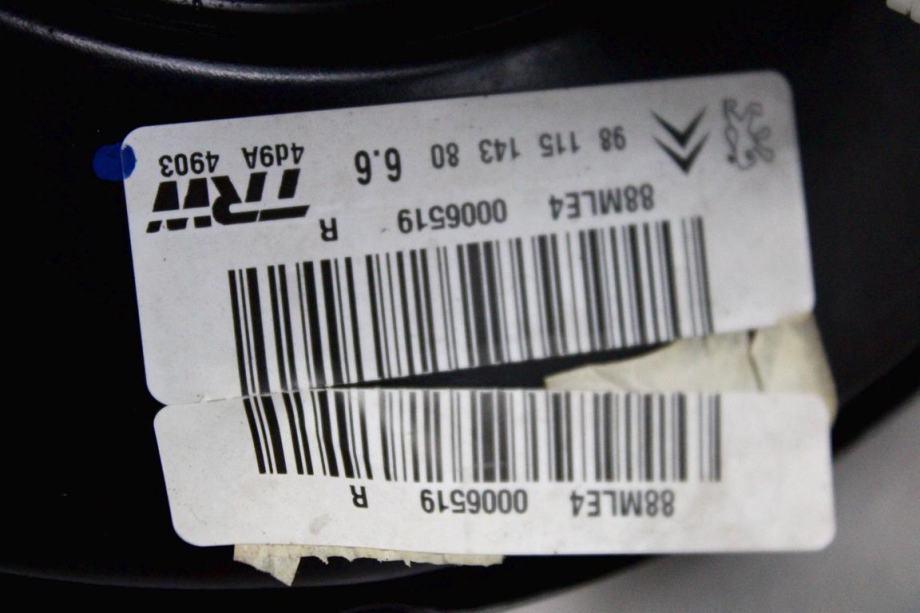 88MLE4 0006519 R
88MLE4 0006519 R
TRW
98 115 143 80 6.6
4d9A 4903